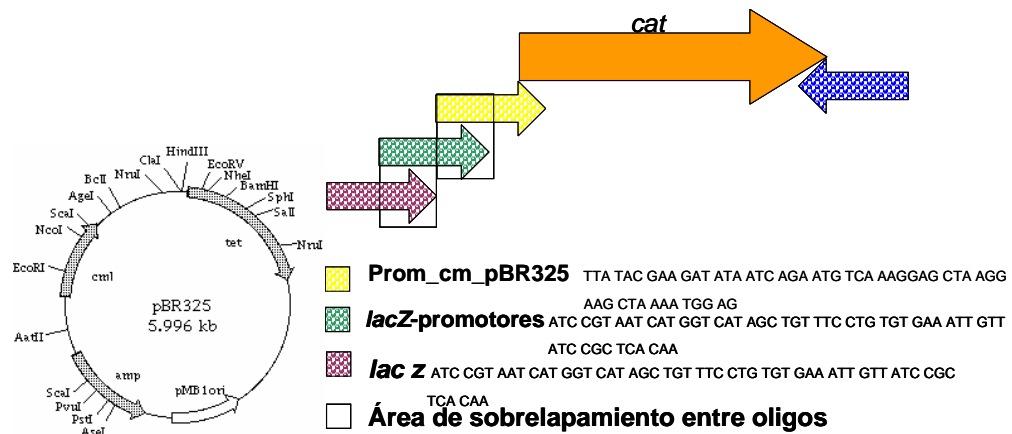 cat
HindIII
ClaI
EcoRV
NruI
NheI
BclI
BamHI
AgeI
SphI
ScaI
SalI
NcoI
tet
NruI
EcoRI
cml
pBR325
5.996 kb
AatII
amp
pMB1ori
ScaI
PvuI
PstI
AseI
Prom_cm_pBR325 TTA TAC GAA GAT ATA ATC AGA ATG TCA AAGGAG CTA AGG
AAG CTA AAA TGG AG
lacZ-promotores ATC CGT AAT CAT GGT CAT AGC TGT TTC CTG TGT GAA ATT GTT
ATC CGC TCA CAA
lac z ATC CGT AAT CAT GGT CAT AGC TGT TTC CTG TGT GAA ATT GTT ATC CGC
TCA CAA
Área de sobrelapamiento entre oligos